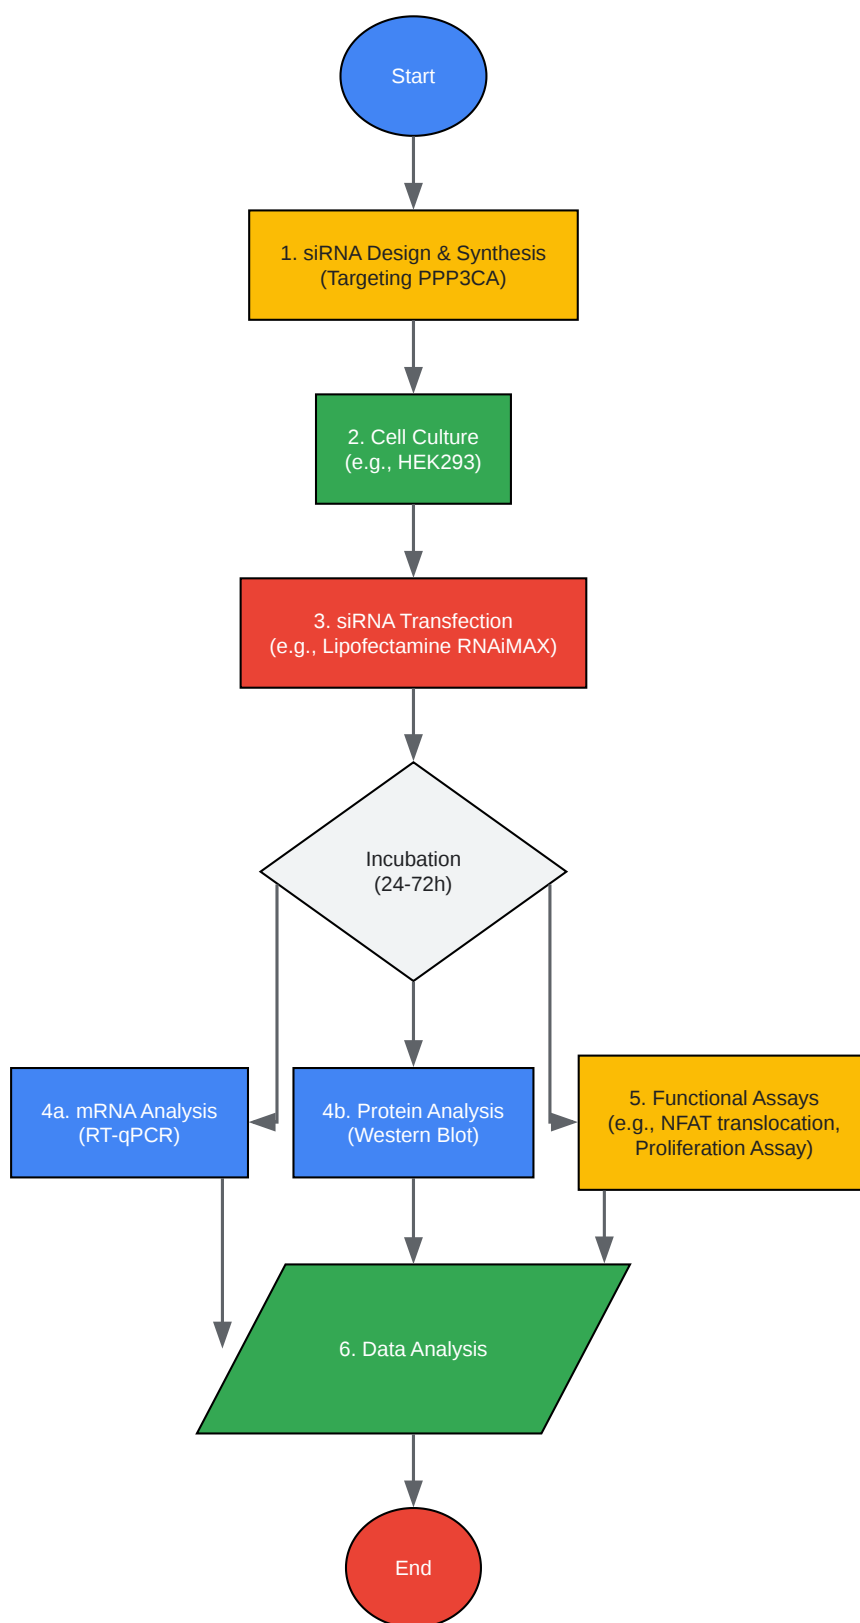 Start
1. siRNA Design & Synthesis
(Targeting PPP3CA)
2. Cell Culture
(e.g., HEK293)
3. siRNA Transfection
(e.g., Lipofectamine RNAiMAX)
Incubation
(24-72h)
4a. mRNA Analysis
(RT-qPCR)
4b. Protein Analysis
(Western Blot)
5. Functional Assays
(e.g., NFAT translocation,
Proliferation Assay)
6. Data Analysis
End